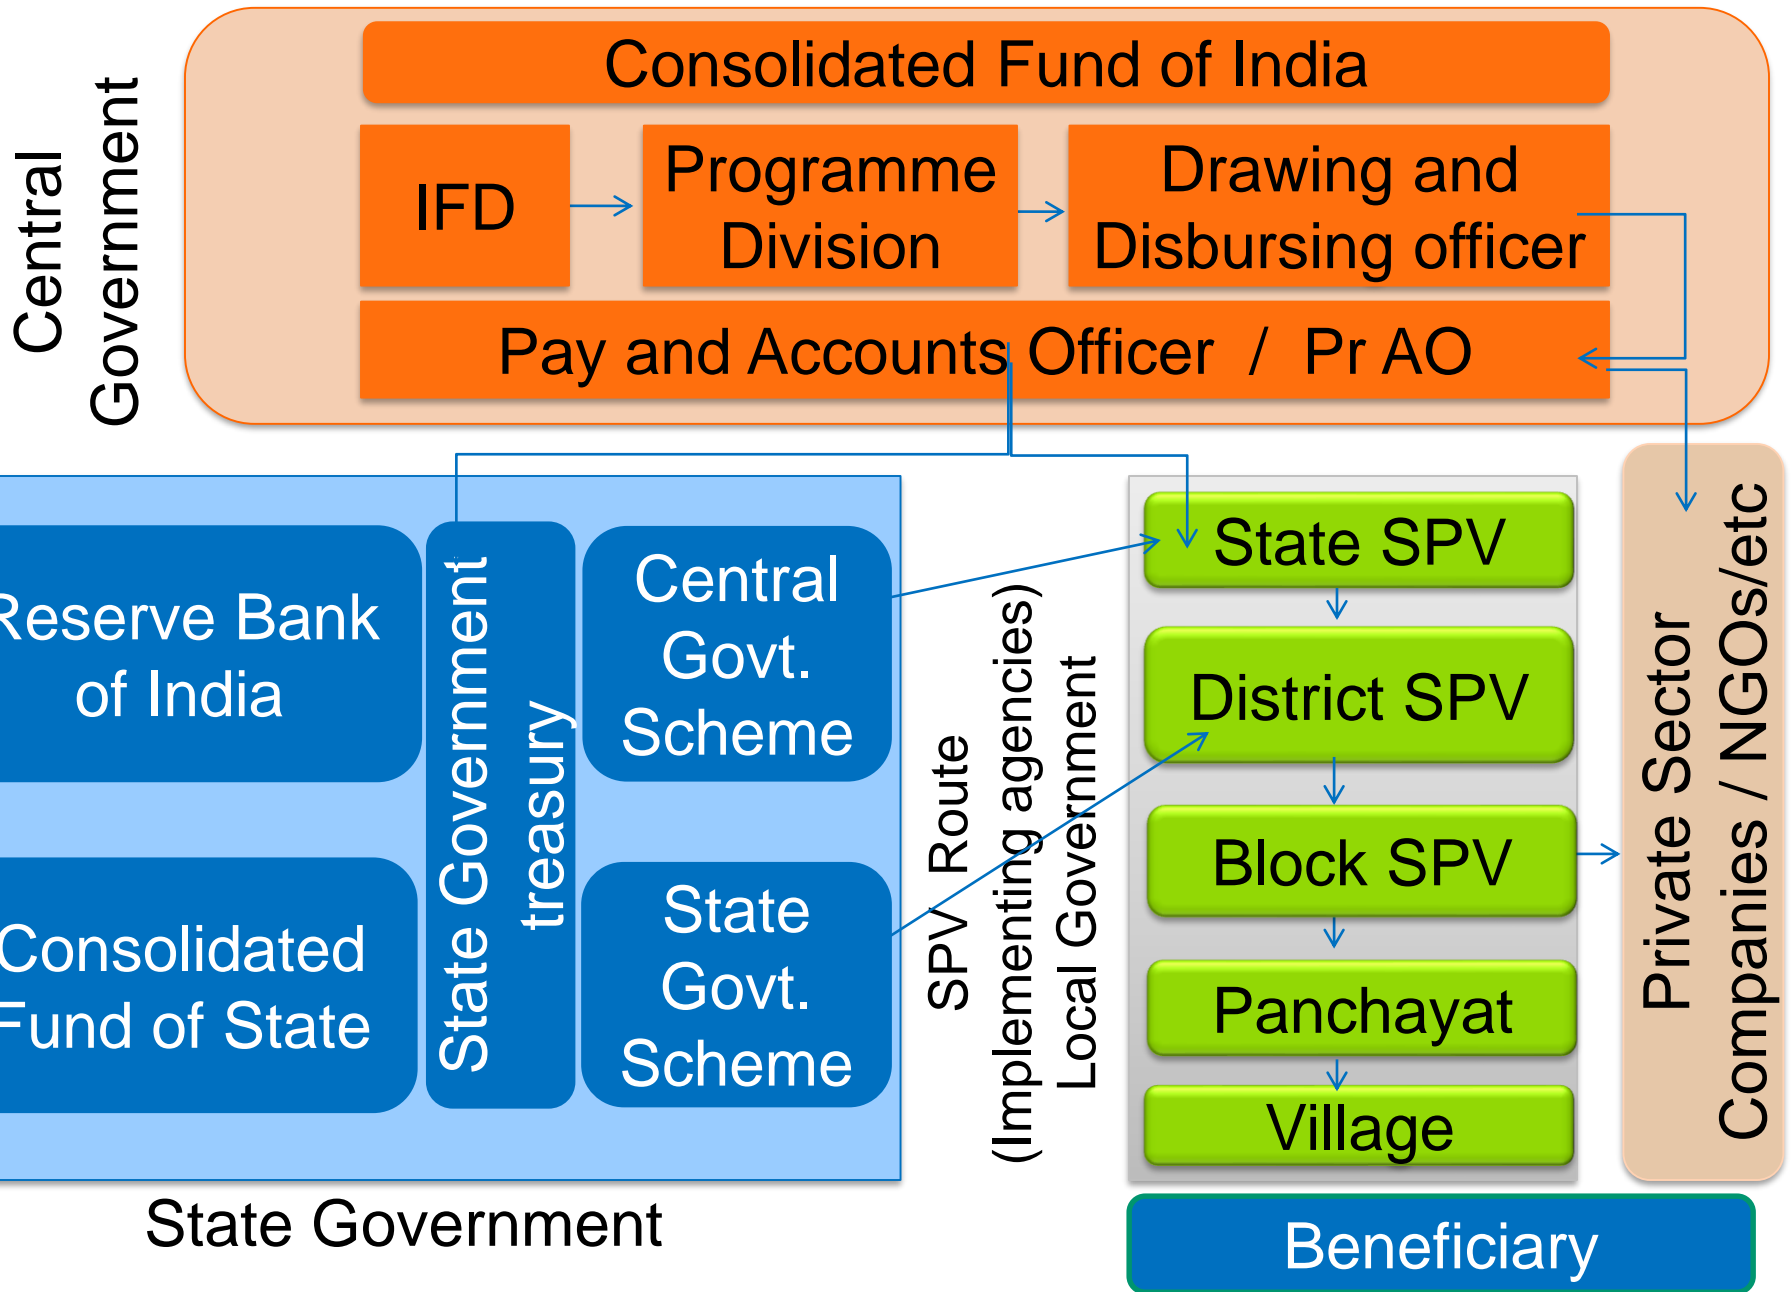 Central
Government
Consolidated Fund of India
IFD
Programme
Division
Drawing and
Disbursing officer
Pay and Accounts Officer / Pr AO
Reserve Bank
of India
Consolidated
Fund of State
State Government
treasury
Central
Govt.
Scheme
State
Govt.
Scheme
State Government
SPV Route
(Implementing agencies)
Local Government
State SPV
District SPV
Block SPV
Panchayat
Village
Private Sector
Companies / NGOs/etc
Beneficiary